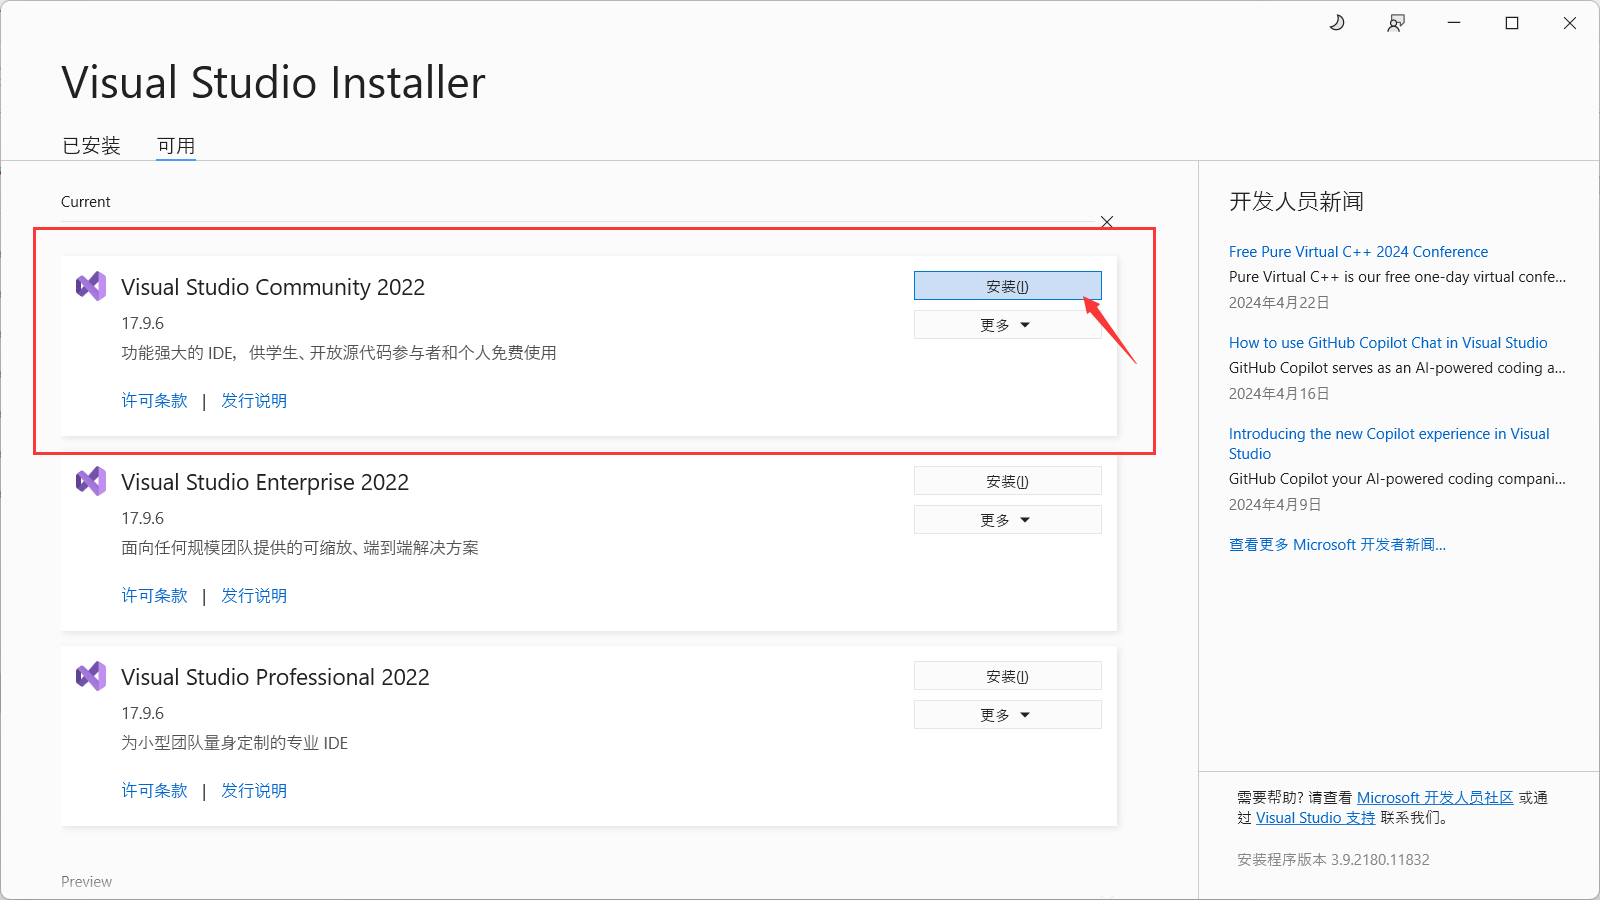 Visual Studio Installer
已安装 可用
Current
Visual Studio Community 2022
安装(I)
17.9.6
更多
功能强大的 IDE，供学生、开放源代码参与者和个人免费使用
许可条款 | 发行说明
Visual Studio Enterprise 2022
安装(I)
17.9.6
更多
面向任何规模团队提供的可缩放、端到端解决方案
许可条款 | 发行说明
Visual Studio Professional 2022
安装(I)
17.9.6
更多
为小型团队量身定制的专业 IDE
许可条款 | 发行说明
Preview
开发人员新闻
Free Pure Virtual C++ 2024 Conference
Pure Virtual C++ is our free one-day virtual confe...
2024年4月22日
How to use GitHub Copilot Chat in Visual Studio
GitHub Copilot serves as an AI-powered coding a...
2024年4月16日
Introducing the new Copilot experience in Visual
Studio
GitHub Copilot your AI-powered coding compani...
2024年4月9日
查看更多 Microsoft 开发者新闻...
需要帮助? 请查看 Microsoft 开发人员社区 或通
过 Visual Studio 支持 联系我们。
安装程序版本 3.9.2180.11832